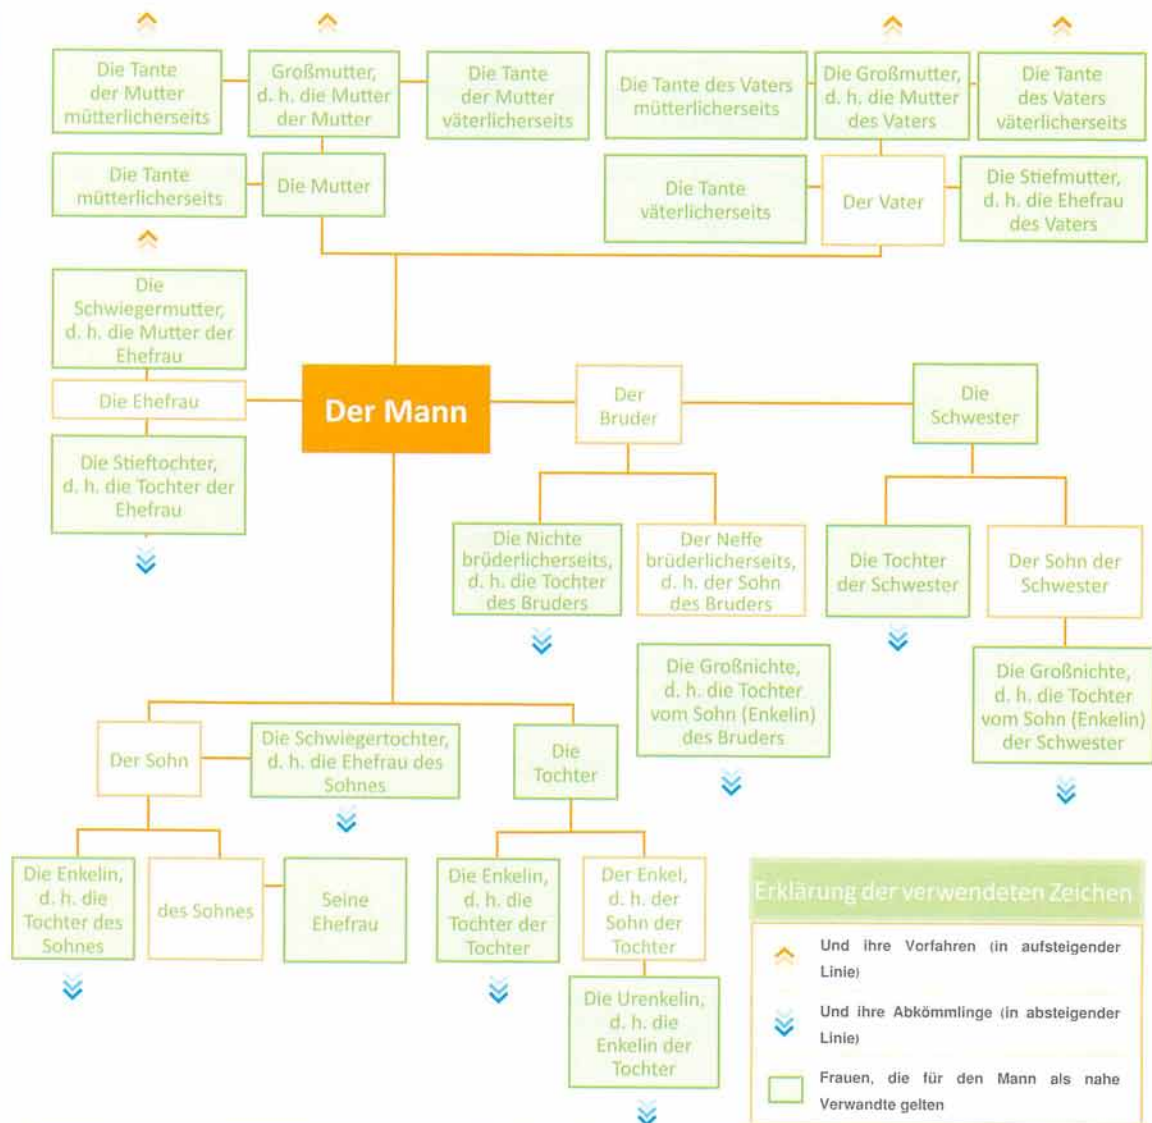 Die Tante
der Mutter
mütterlicherseits
Großmutter,
d. h. die Mutter
der Mutter
Die Tante
der Mutter
väterlicherseits
Die Tante des Vaters
mütterlicherseits
Die Großmutter,
d. h. die Mutter
des Vaters
Die Tante
des Vaters
väterlicherseits
Die Tante
mütterlicherseits
Die Mutter
Die Tante
väterlicherseits
Der Vater
Die Stiefmutter,
d. h. die Ehefrau
des Vaters
Die
Schwiegermutter,
d. h. die Mutter der
Ehefrau
Die Ehefrau
Der Mann
Der
Bruder
Die
Schwester
Die Stieftochter,
d. h. die Tochter der
Ehefrau
Die Nichte
brüderlicherseits,
d. h. die Tochter
des Bruders
Der Neffe
brüderlicherseits,
d. h. der Sohn
des Bruders
Die Tochter
der Schwester
Der Sohn der
Schwester
Die Großnichte,
d. h. die Tochter
vom Sohn (Enkelin)
des Bruders
Die Großnichte,
d. h. die Tochter
vom Sohn (Enkelin)
der Schwester
Der Sohn
Die Schwiegertochter,
d. h. die Ehefrau des
Sohnes
Die
Tochter
Die Enkelin,
d. h. die
Tochter des
Sohnes
des Sohnes
Seine
Ehefrau
Die Enkelin,
d. h. die
Tochter der
Tochter
Der Enkel,
d. h. der
Sohn der
Tochter
Die Urenkelin,
d. h. die
Enkelin der
Tochter
Erklärung der verwendeten Zeichen
Und ihre Vorfahren (in aufsteigender
Linie)
Und ihre Abkömmlinge (in absteigender
Linie)
Frauen, die für den Mann als nahe
Verwandte gelten